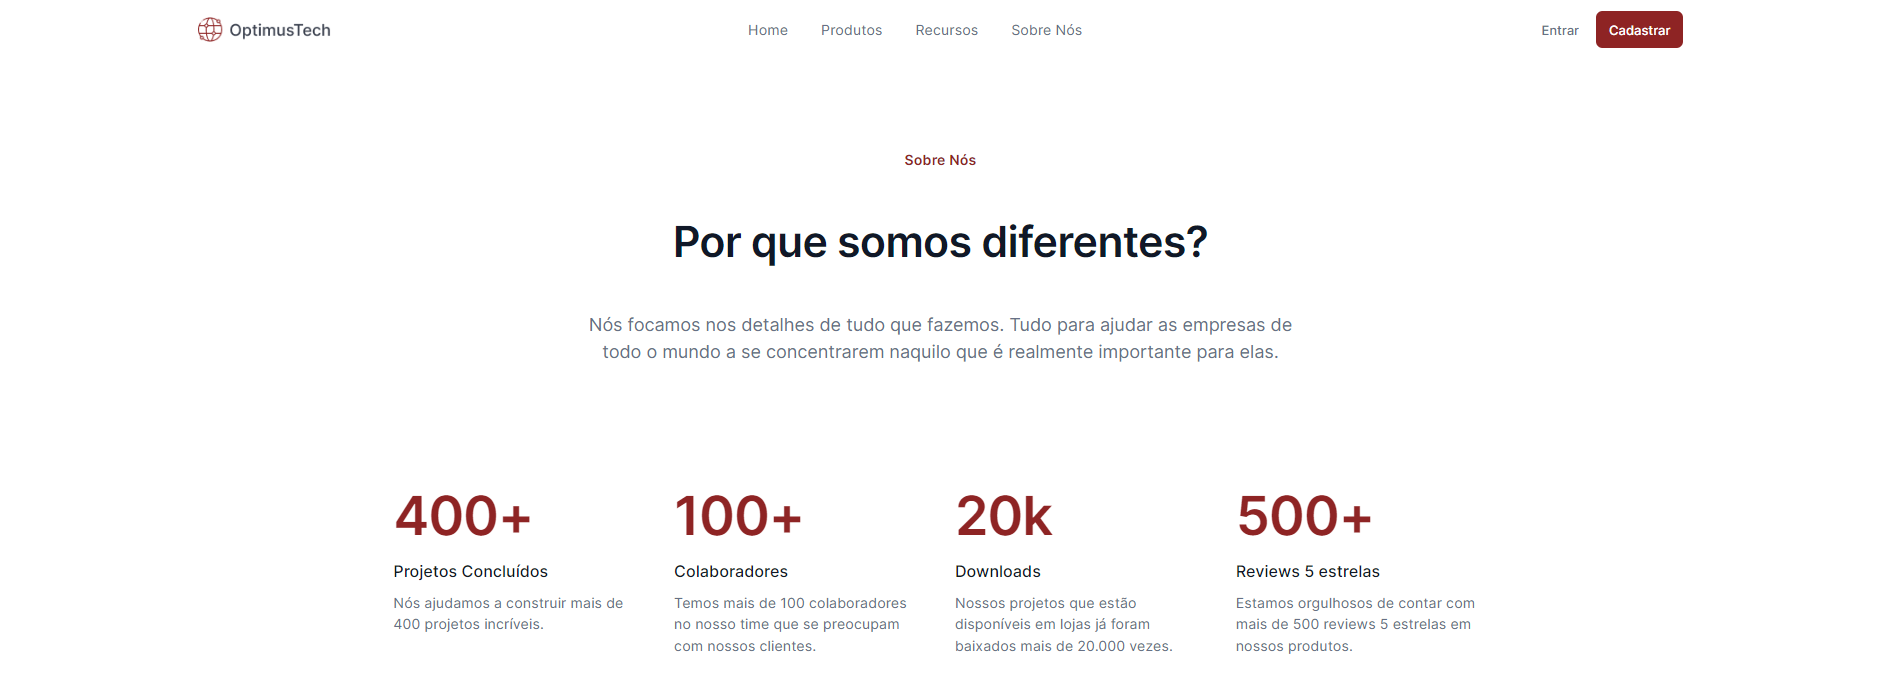 OptimusTech
Home Produtos Recursos Sobre Nós
Entrar Cadastrar
Sobre Nós
Por que somos diferentes?
Nós focamos nos detalhes de tudo que fazemos. Tudo para ajudar as empresas de
todo o mundo a se concentrarem naquilo que é realmente importante para elas.
400+
Projetos Concluídos
Nós ajudamos a construir mais de
400 projetos incríveis.
100+
Colaboradores
Temos mais de 100 colaboradores
no nosso time que se preocupam
com nossos clientes.
20k
Downloads
Nossos projetos que estão
disponíveis em lojas já foram
baixados mais de 20.000 vezes.
500+
Reviews 5 estrelas
Estamos orgulhosos de contar com
mais de 500 reviews 5 estrelas em
nossos produtos.